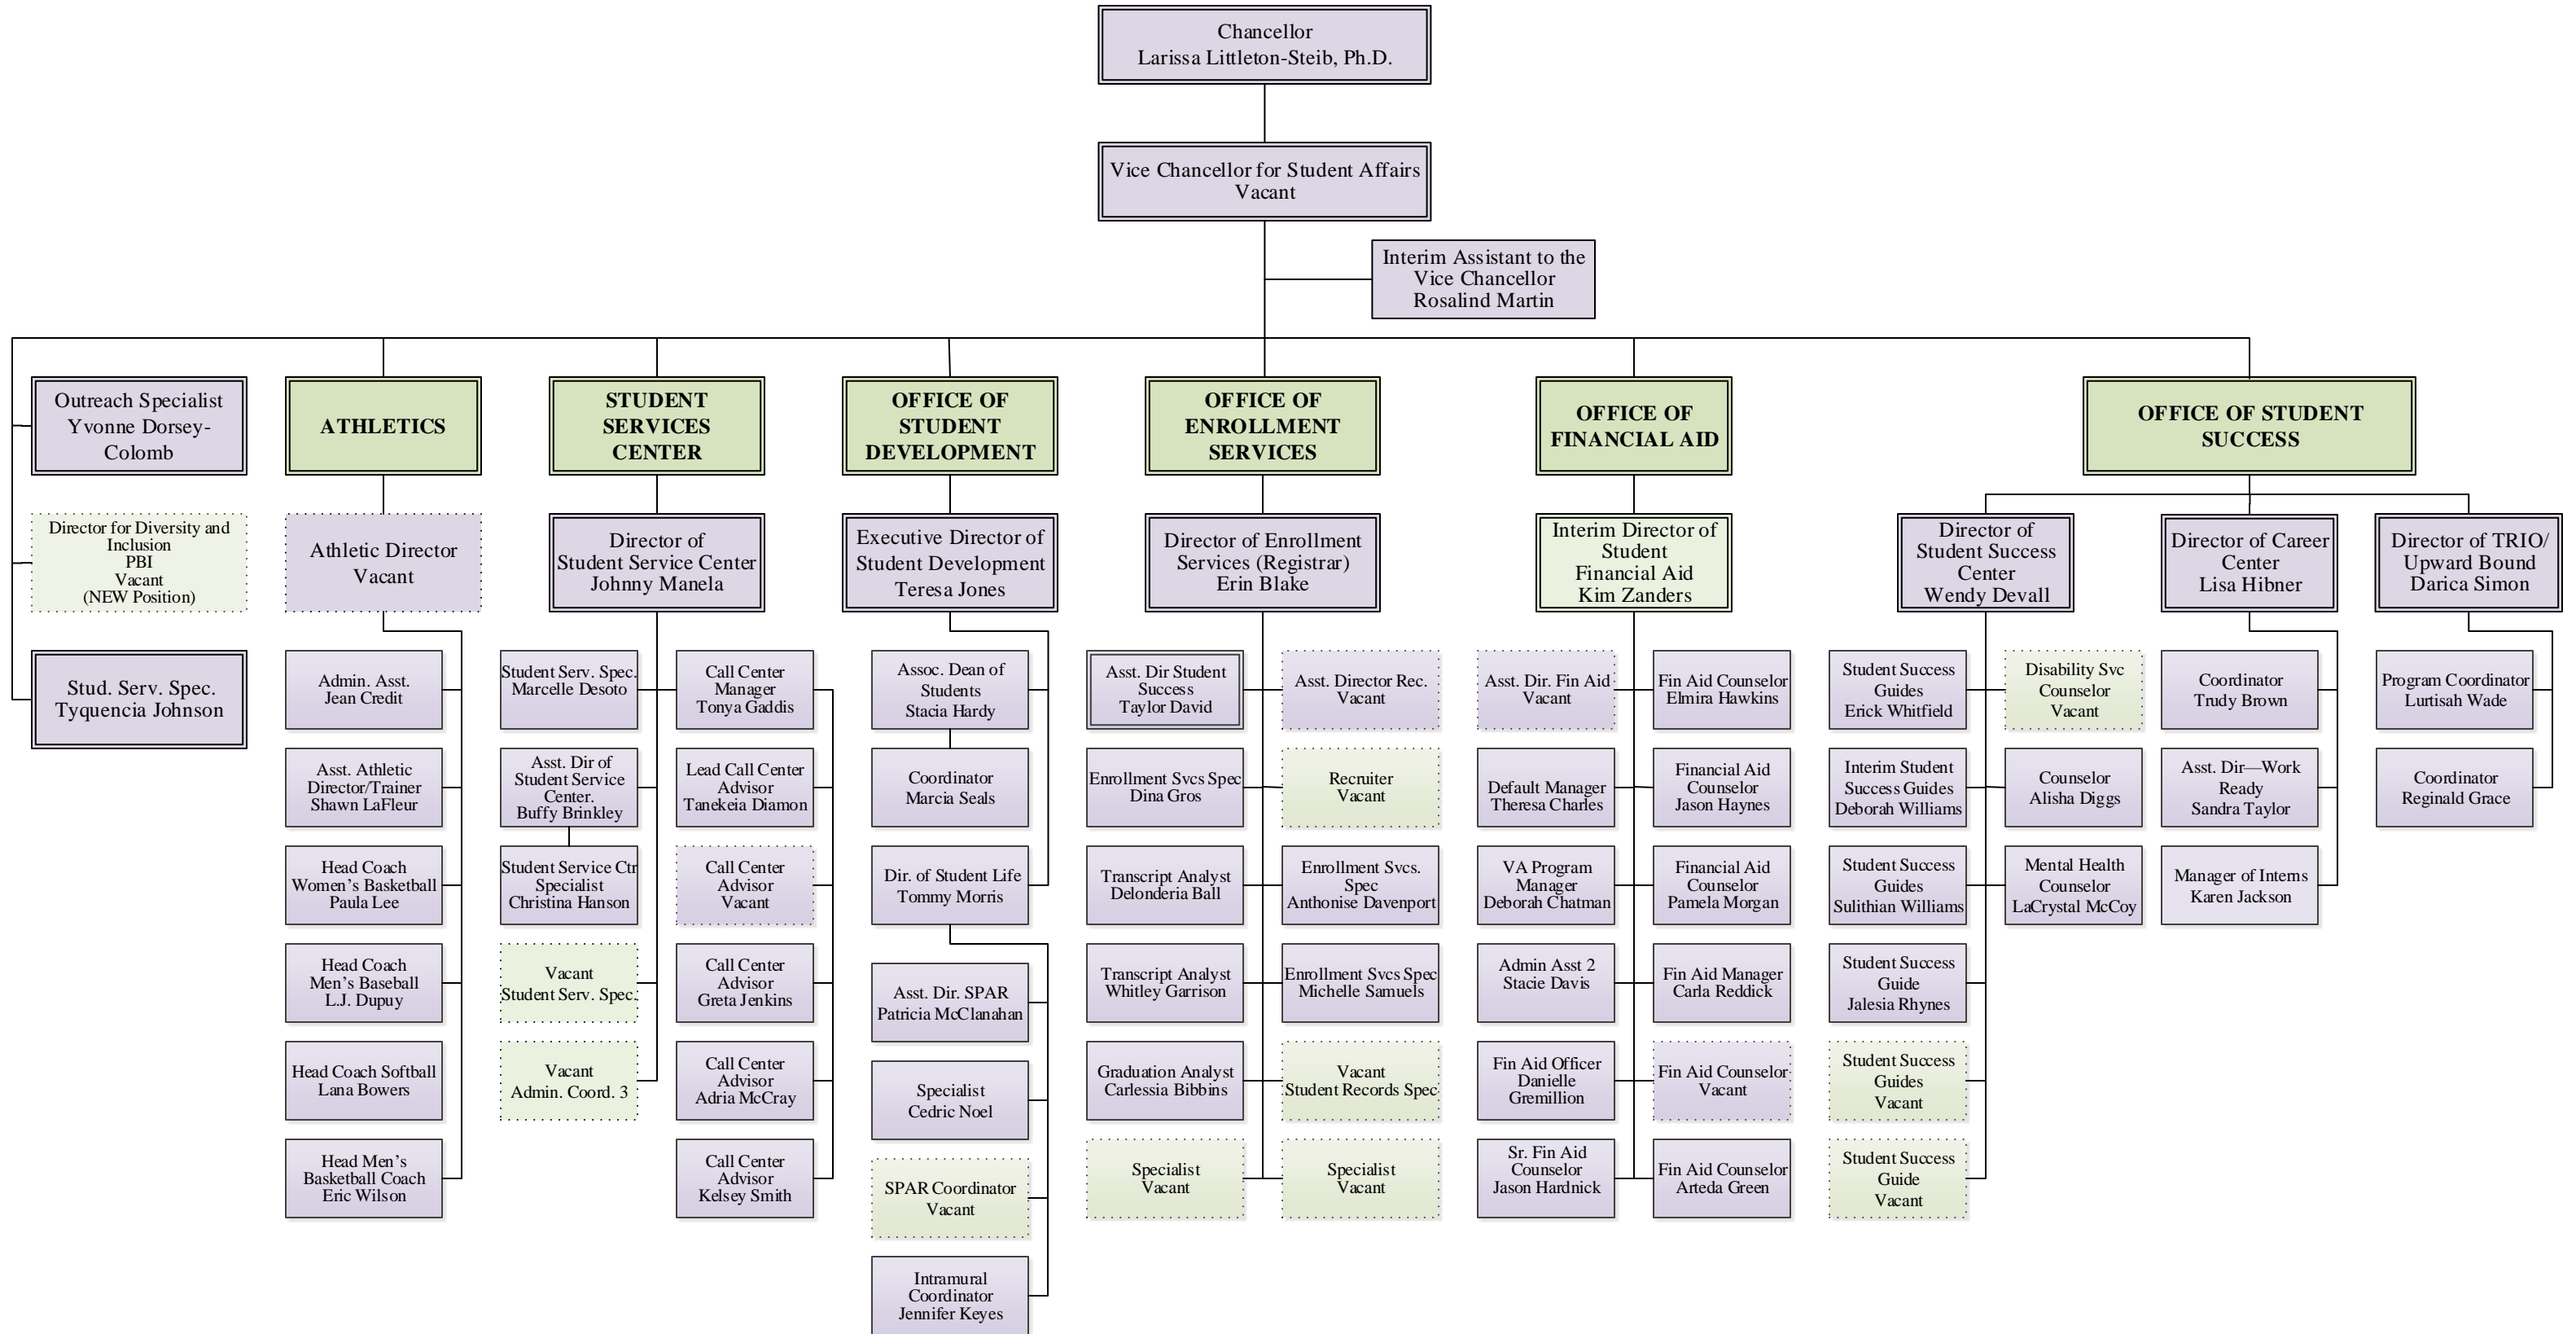 Chancellor
Larissa Littleton-Steib, Ph.D.
Vice Chancellor for Student Affairs
Vacant
Interim Assistant to the
Vice Chancellor
Rosalind Martin
Outreach Specialist
Yvonne Dorsey-
Colomb
Director for Diversity and
Inclusion
PBI
Vacant
(NEW Position)
Stud. Serv. Spec.
Tyquencia Johnson
ATHLETICS
Athletic Director
Vacant
Admin. Asst.
Jean Credit
Asst. Athletic
Director/Trainer
Shawn LaFleur
Head Coach
Women’s Basketball
Paula Lee
Head Coach
Men’s Baseball
L.J. Dupuy
Head Coach Softball
Lana Bowers
Head Men’s
Basketball Coach
Eric Wilson
STUDENT
SERVICES
CENTER
Director of
Student Service Center
Johnny Manela
Student Serv. Spec.
Marcelle Desoto
Asst. Dir of
Student Service
Center.
Buffy Brinkley
Student Service Ctr
Specialist
Christina Hanson
Vacant
Student Serv. Spec.
Vacant
Admin. Coord. 3
Call Center
Manager
Tonya Gaddis
Lead Call Center
Advisor
Tanekeia Diamon
Call Center
Advisor
Vacant
Call Center
Advisor
Greta Jenkins
Call Center
Advisor
Adria McCray
Call Center
Advisor
Kelsey Smith
OFFICE OF
STUDENT
DEVELOPMENT
Executive Director of
Student Development
Teresa Jones
Assoc. Dean of
Students
Stacia Hardy
Coordinator
Marcia Seals
Dir. of Student Life
Tommy Morris
Asst. Dir. SPAR
Patricia McClanahan
Specialist
Cedric Noel
SPAR Coordinator
Vacant
Intramural
Coordinator
Jennifer Keyes
OFFICE OF
ENROLLMENT
SERVICES
Director of Enrollment
Services (Registrar)
Erin Blake
Asst. Dir Student
Success
Taylor David
Enrollment Svcs Spec
Dina Gros
Transcript Analyst
Delonderia Ball
Transcript Analyst
Whitley Garrison
Graduation Analyst
Carlessia Bibbins
Specialist
Vacant
Asst. Director Rec.
Vacant
Recruiter
Vacant
Enrollment Svcs.
Spec
Anthonise Davenport
Enrollment Svcs Spec
Michelle Samuels
Vacant
Student Records Spec
Specialist
Vacant
OFFICE OF
FINANCIAL AID
Interim Director of
Student
Financial Aid
Kim Zanders
Asst. Dir. Fin Aid
Vacant
Default Manager
Theresa Charles
VA Program
Manager
Deborah Chatman
Admin Asst 2
Stacie Davis
Fin Aid Officer
Danielle
Gremillion
Sr. Fin Aid
Counselor
Jason Hardnick
Fin Aid Counselor
Elmira Hawkins
Financial Aid
Counselor
Jason Haynes
Financial Aid
Counselor
Pamela Morgan
Fin Aid Manager
Carla Reddick
Fin Aid Counselor
Vacant
Fin Aid Counselor
Arteda Green
OFFICE OF STUDENT
SUCCESS
Director of
Student Success
Center
Wendy Devall
Student Success
Guides
Erick Whitfield
Interim Student
Success Guides
Deborah Williams
Student Success
Guides
Sulithian Williams
Student Success
Guide
Jalesia Rhynes
Student Success
Guides
Vacant
Student Success
Guide
Vacant
Disability Svc
Counselor
Vacant
Counselor
Alisha Diggs
Mental Health
Counselor
LaCrystal McCoy
Director of Career
Center
Lisa Hibner
Coordinator
Trudy Brown
Asst. Dir—Work
Ready
Sandra Taylor
Manager of Interns
Karen Jackson
Director of TRIO/
Upward Bound
Darica Simon
Program Coordinator
Lurtisah Wade
Coordinator
Reginald Grace